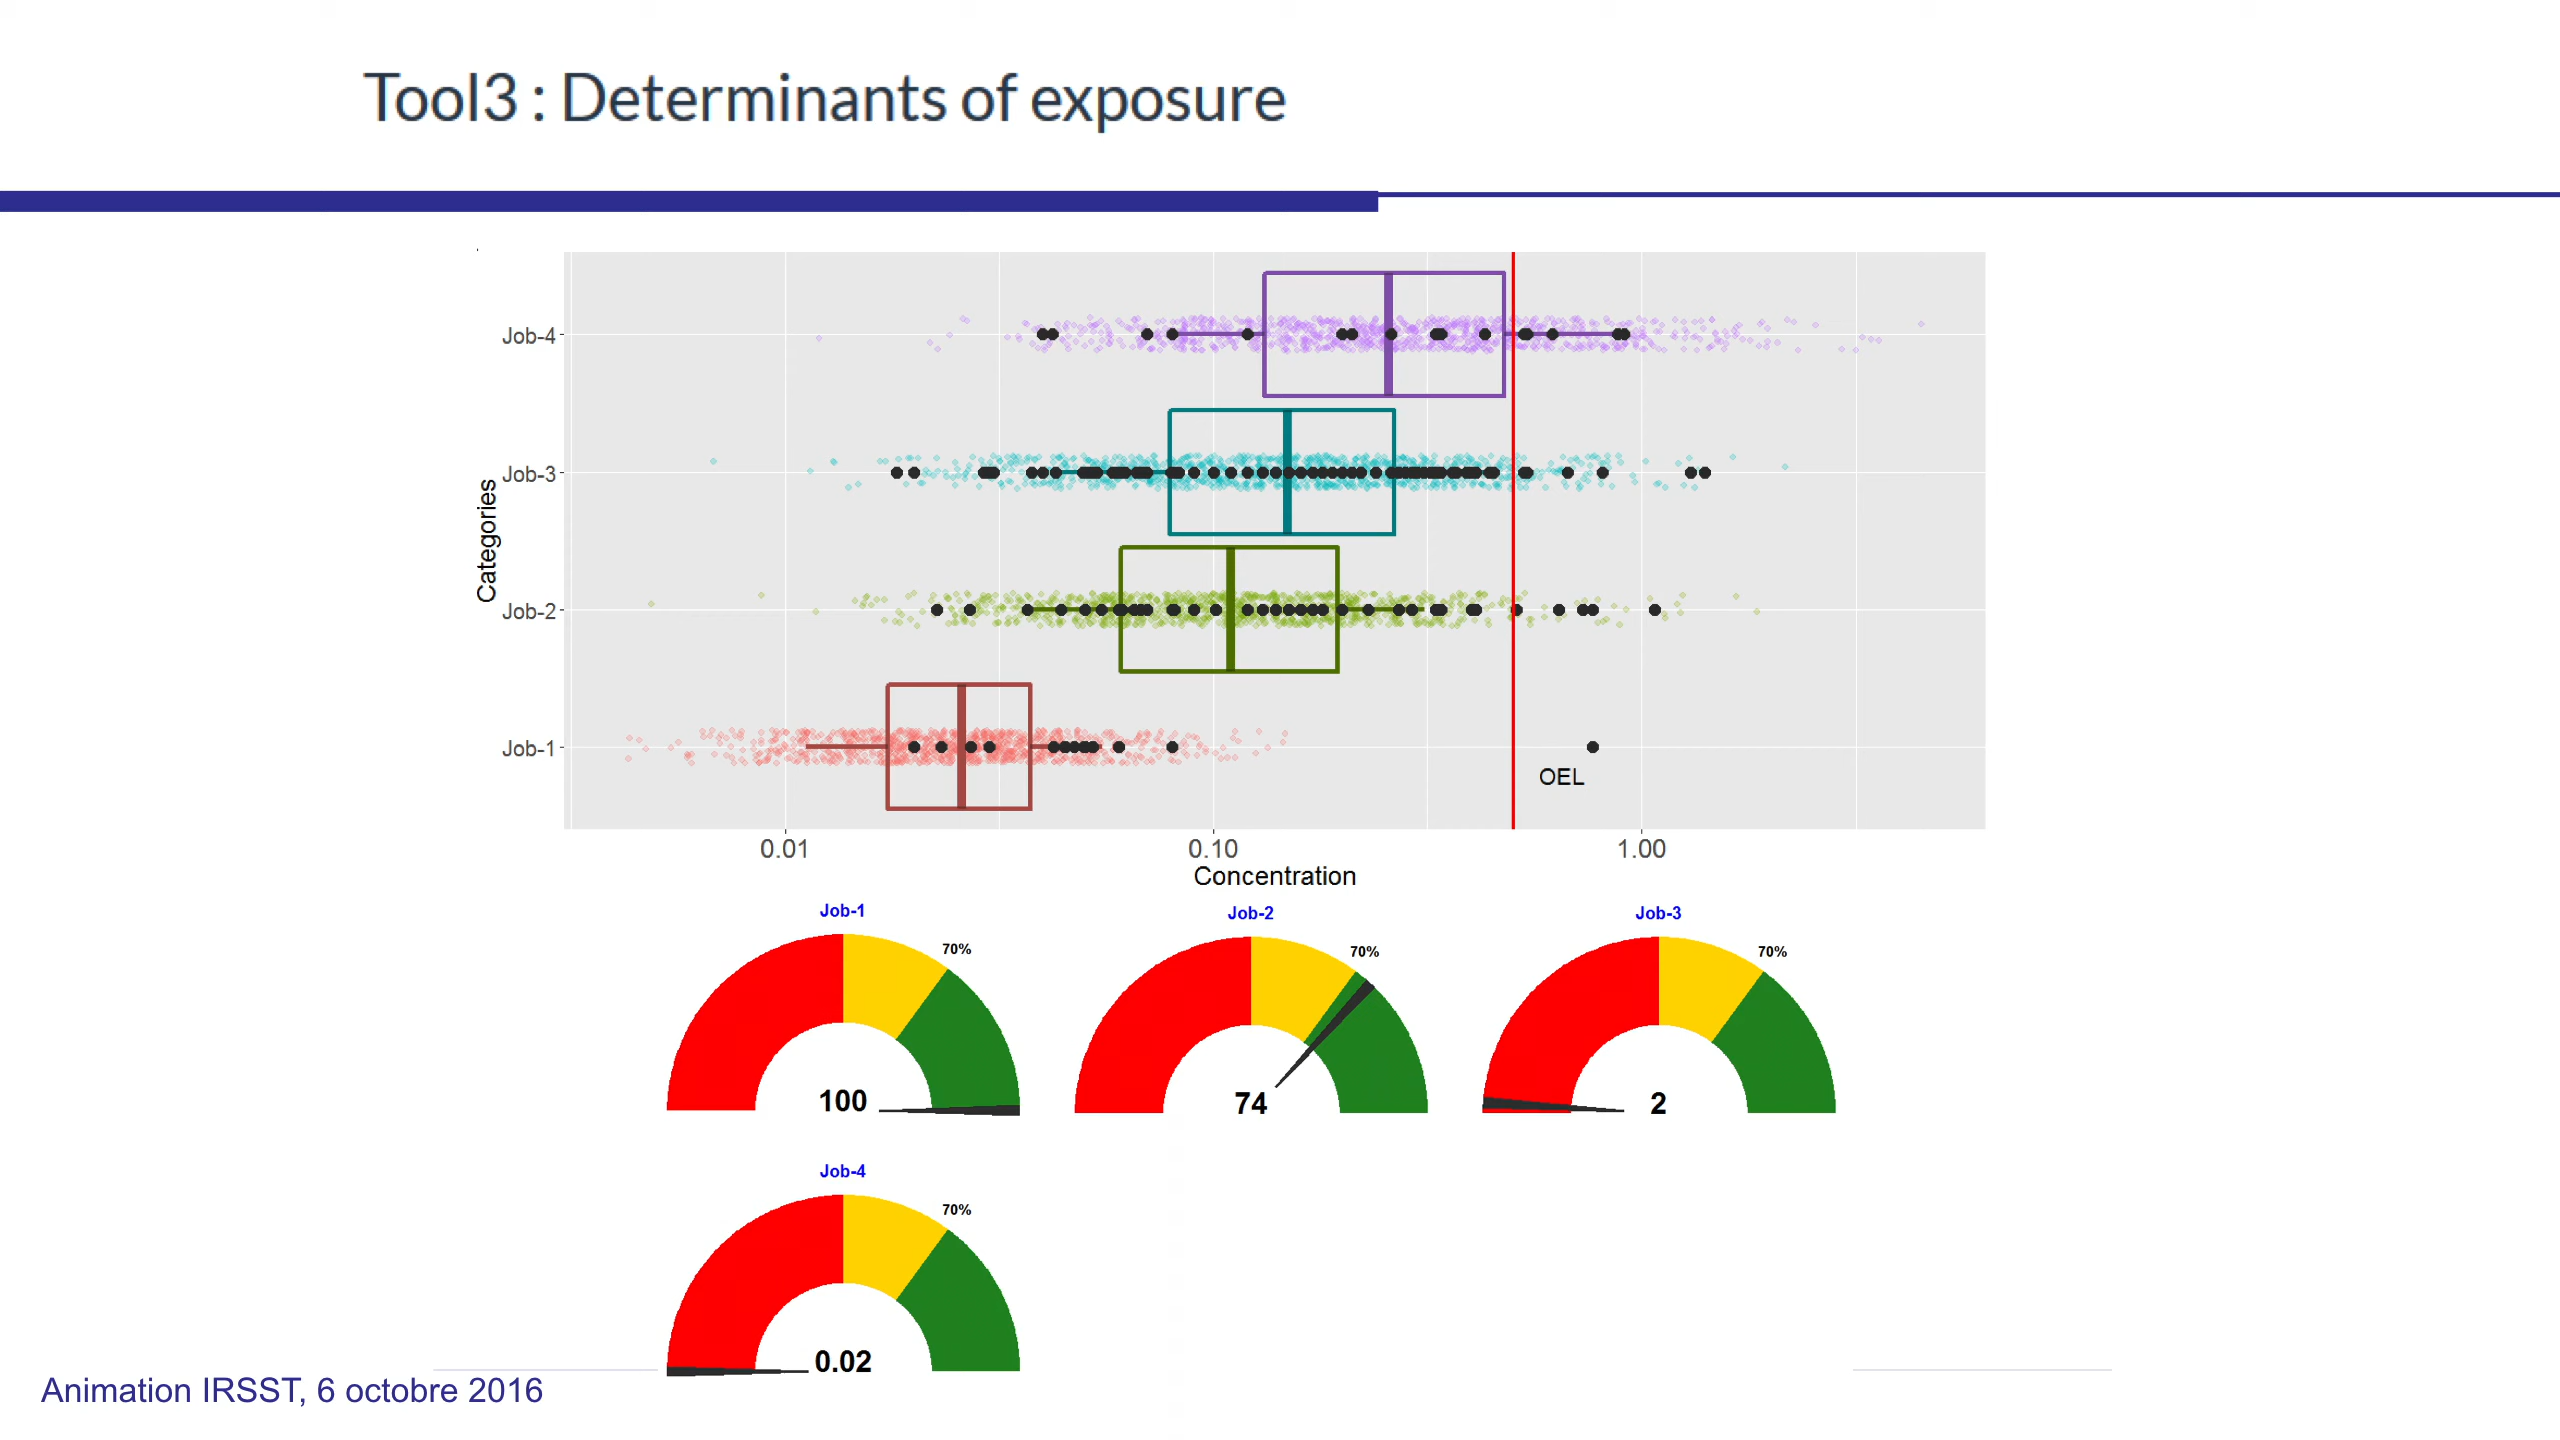 Tool3 : Determinants of exposure
Categories
Job-4
Job-3
Job-2
Job-1
OEL
0.01 0.10 1.00
Concentration
Job-1
70%
100
Job-2
70%
74
Job-3
70%
2
Job-4
70%
0.02
Animation IRSST, 6 octobre 2016